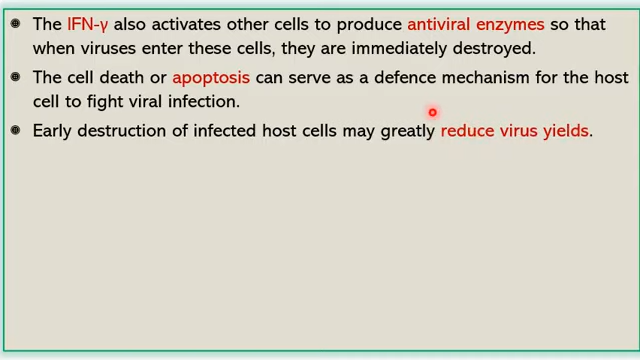 The IFN-γ also activates other cells to produce antiviral enzymes so that
when viruses enter these cells, they are immediately destroyed.
The cell death or apoptosis can serve as a defence mechanism for the host
cell to fight viral infection.
Early destruction of infected host cells may greatly reduce virus yields.